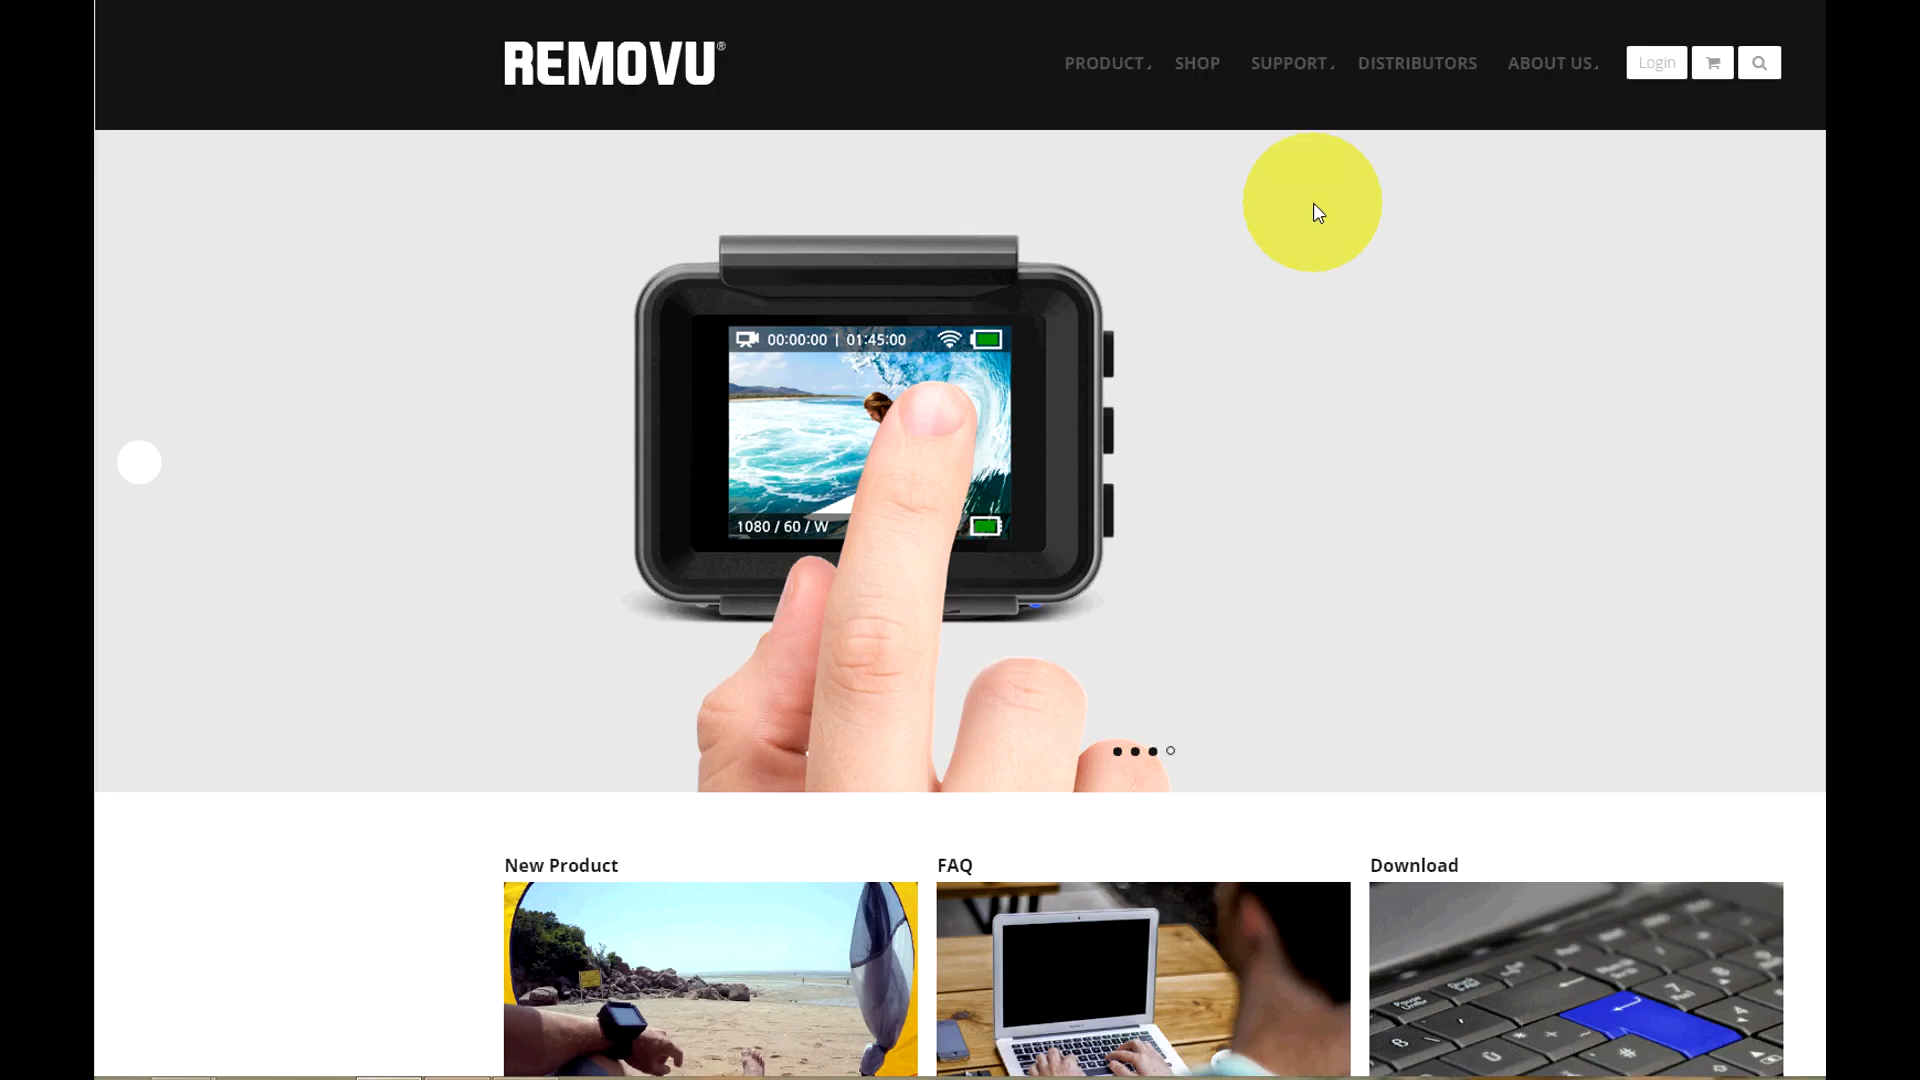 REMOVU®
PRODUCT
SHOP
SUPPORT
DISTRIBUTORS
ABOUT US
Login
00:00:00 | 01:45:00
1080 / 60 / W
New Product
FAQ
Download